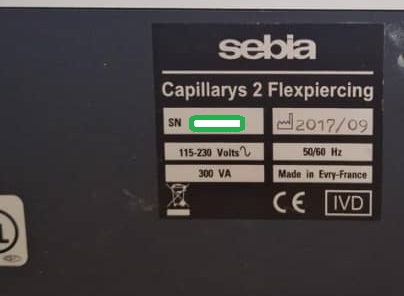 sebia
Capillarys 2 Flexpiercing
SN
2017/09
115-230 Volts
50/60 Hz
300 VA
Made in Evry-France
CE
IVD
L